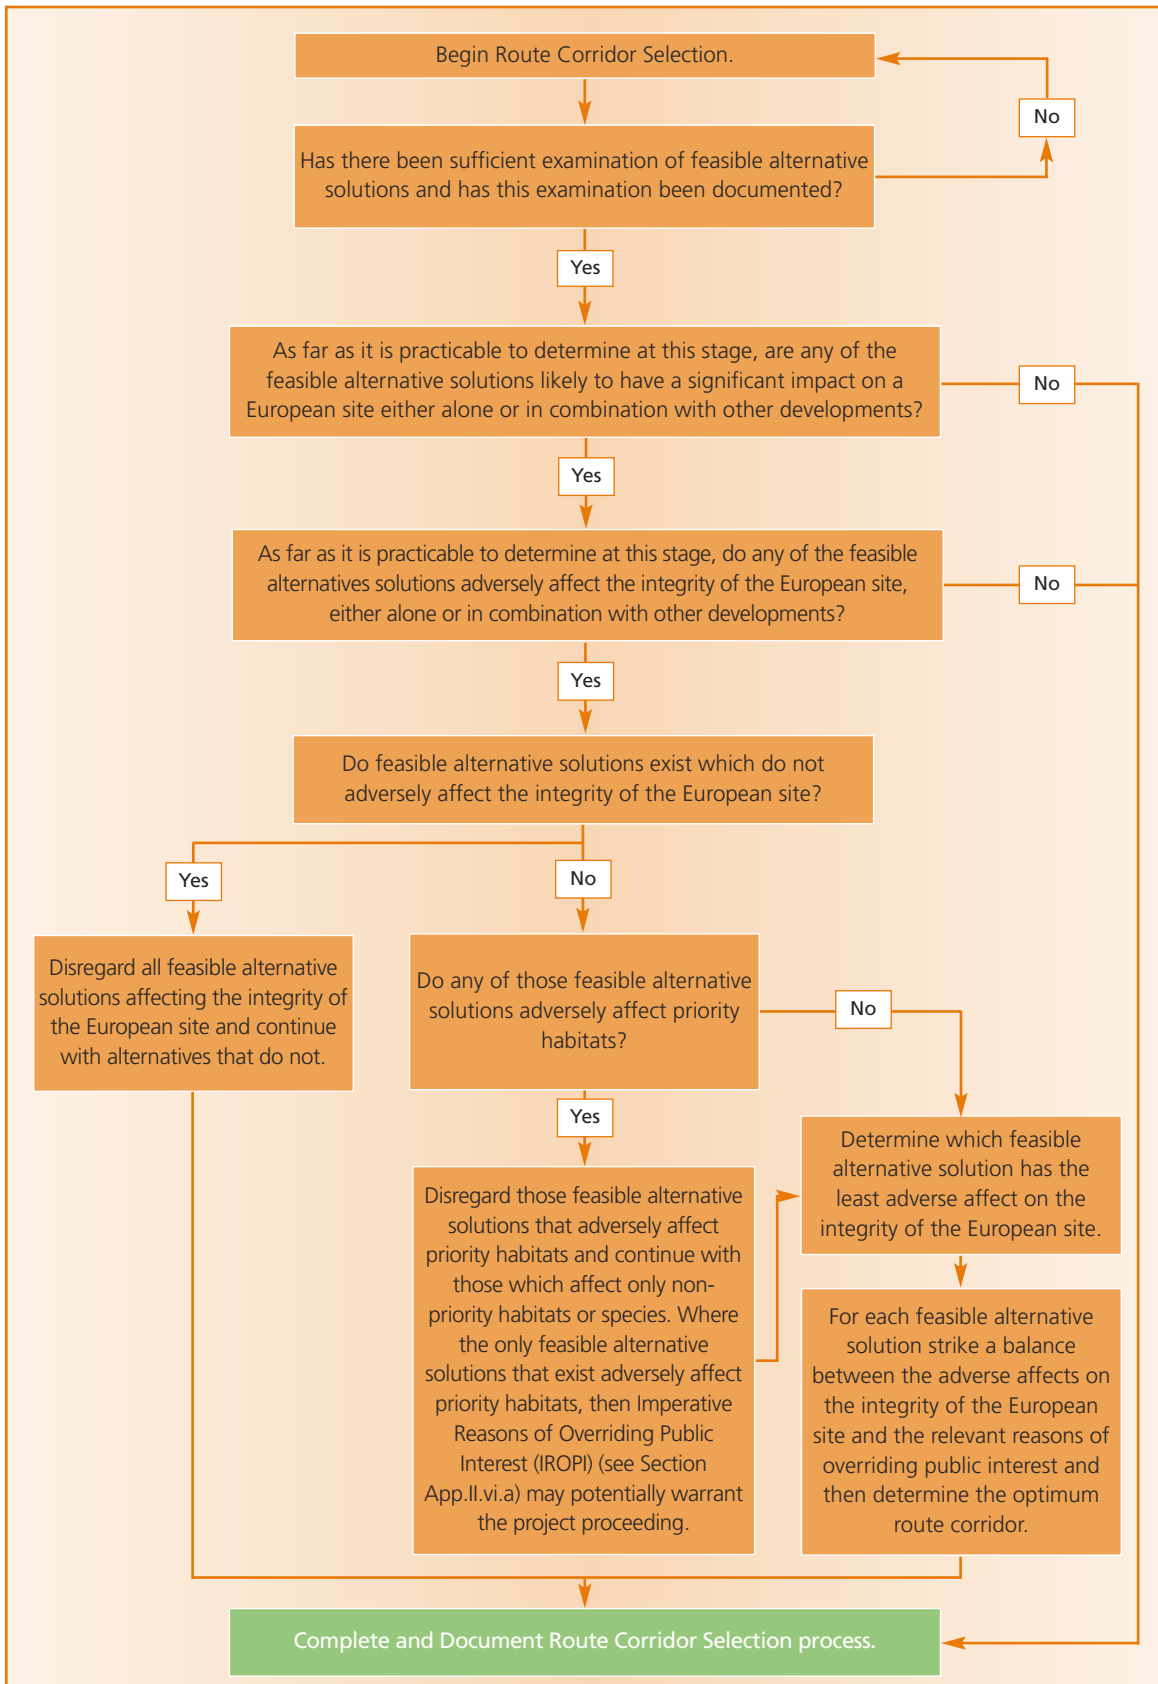 Begin Route Corridor Selection.
No
Has there been sufficient examination of feasible alternative
solutions and has this examination been documented?
Yes
As far as it is practicable to determine at this stage, are any of the
feasible alternative solutions likely to have a significant impact on a
European site either alone or in combination with other developments?
No
Yes
As far as it is practicable to determine at this stage, do any of the feasible
alternatives solutions adversely affect the integrity of the European site,
either alone or in combination with other developments?
No
Yes
Do feasible alternative solutions exist which do not
adversely affect the integrity of the European site?
Yes
No
Disregard all feasible alternative
solutions affecting the integrity of
the European site and continue
with alternatives that do not.
Do any of those feasible alternative
solutions adversely affect priority
habitats?
No
Yes
Determine which feasible
alternative solution has the
least adverse affect on the
integrity of the European site.
Disregard those feasible alternative
solutions that adversely affect
priority habitats and continue with
those which affect only non-
priority habitats or species. Where
the only feasible alternative
solutions that exist adversely affect
priority habitats, then Imperative
Reasons of Overriding Public
Interest (IROPI) (see Section
App.II.vi.a) may potentially warrant
the project proceeding.
For each feasible alternative
solution strike a balance
between the adverse affects on
the integrity of the European
site and the relevant reasons of
overriding public interest and
then determine the optimum
route corridor.
Complete and Document Route Corridor Selection process.